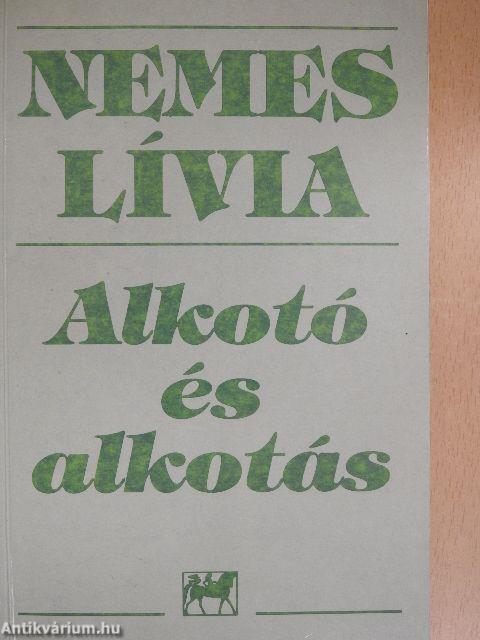 NEMES
LÍVIA
Alkotó
és
alkotás
Antikvárium.hu